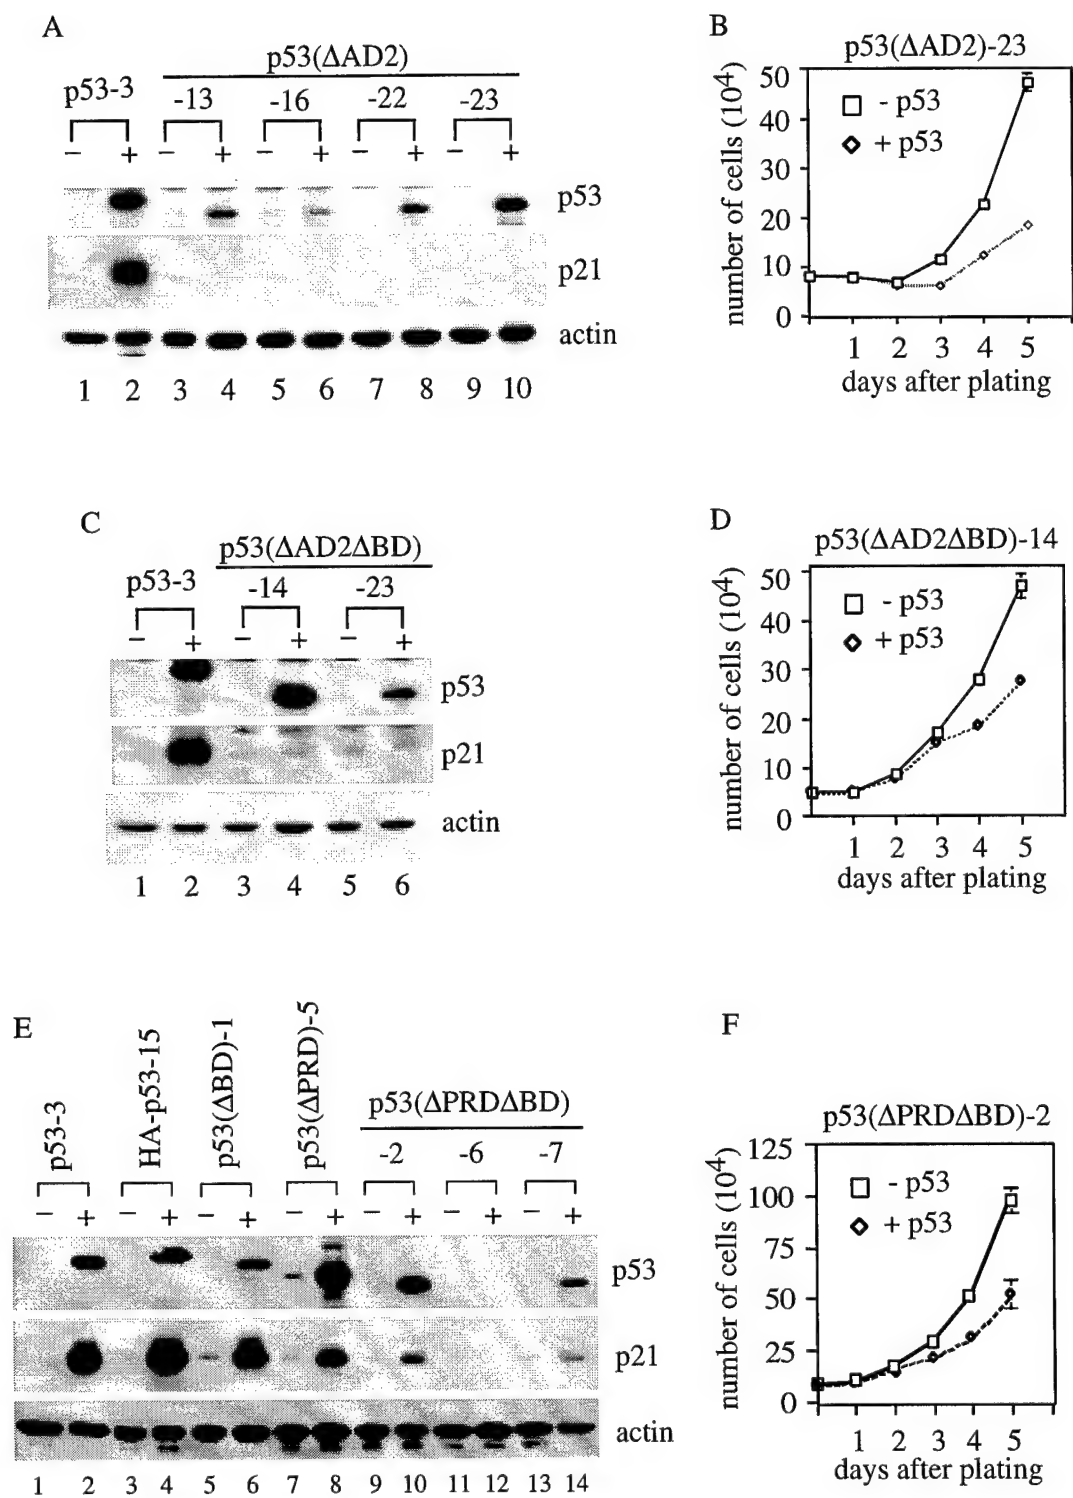 A
p53(ΔAD2)
p53-3 -13 -16 -22 -23
− + − + − + − + − +
p53
p21
actin
1 2 3 4 5 6 7 8 9 10
B
p53(ΔAD2)-23
number of cells (10⁴)
50
40
30
20
10
0
- p53
+ p53
1 2 3 4 5
days after plating
C
p53(ΔAD2ΔBD)
p53-3 -14 -23
− + − + − +
p53
p21
actin
1 2 3 4 5 6
D
p53(ΔAD2ΔBD)-14
number of cells (10⁴)
50
40
30
20
10
0
- p53
+ p53
1 2 3 4 5
days after plating
E
p53-3
HA-p53-15
p53(ΔBD)-1
p53(ΔPRD)-5
p53(ΔPRDΔBD)
-2 -6 -7
− + − + − + − + − + − + − +
p53
p21
actin
1 2 3 4 5 6 7 8 9 10 11 12 13 14
F
p53(ΔPRDΔBD)-2
number of cells (10⁴)
125
100
75
50
25
0
- p53
+ p53
1 2 3 4 5
days after plating